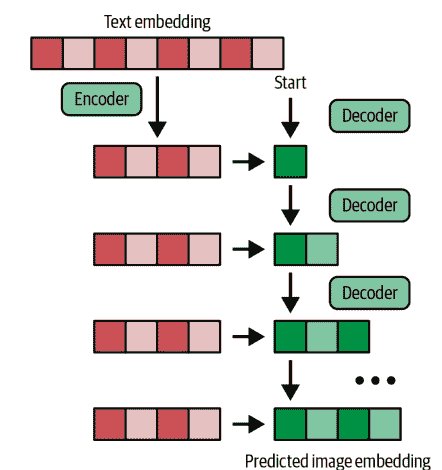 Text embedding
Start
Encoder
Decoder
Decoder
Decoder
Predicted image embedding